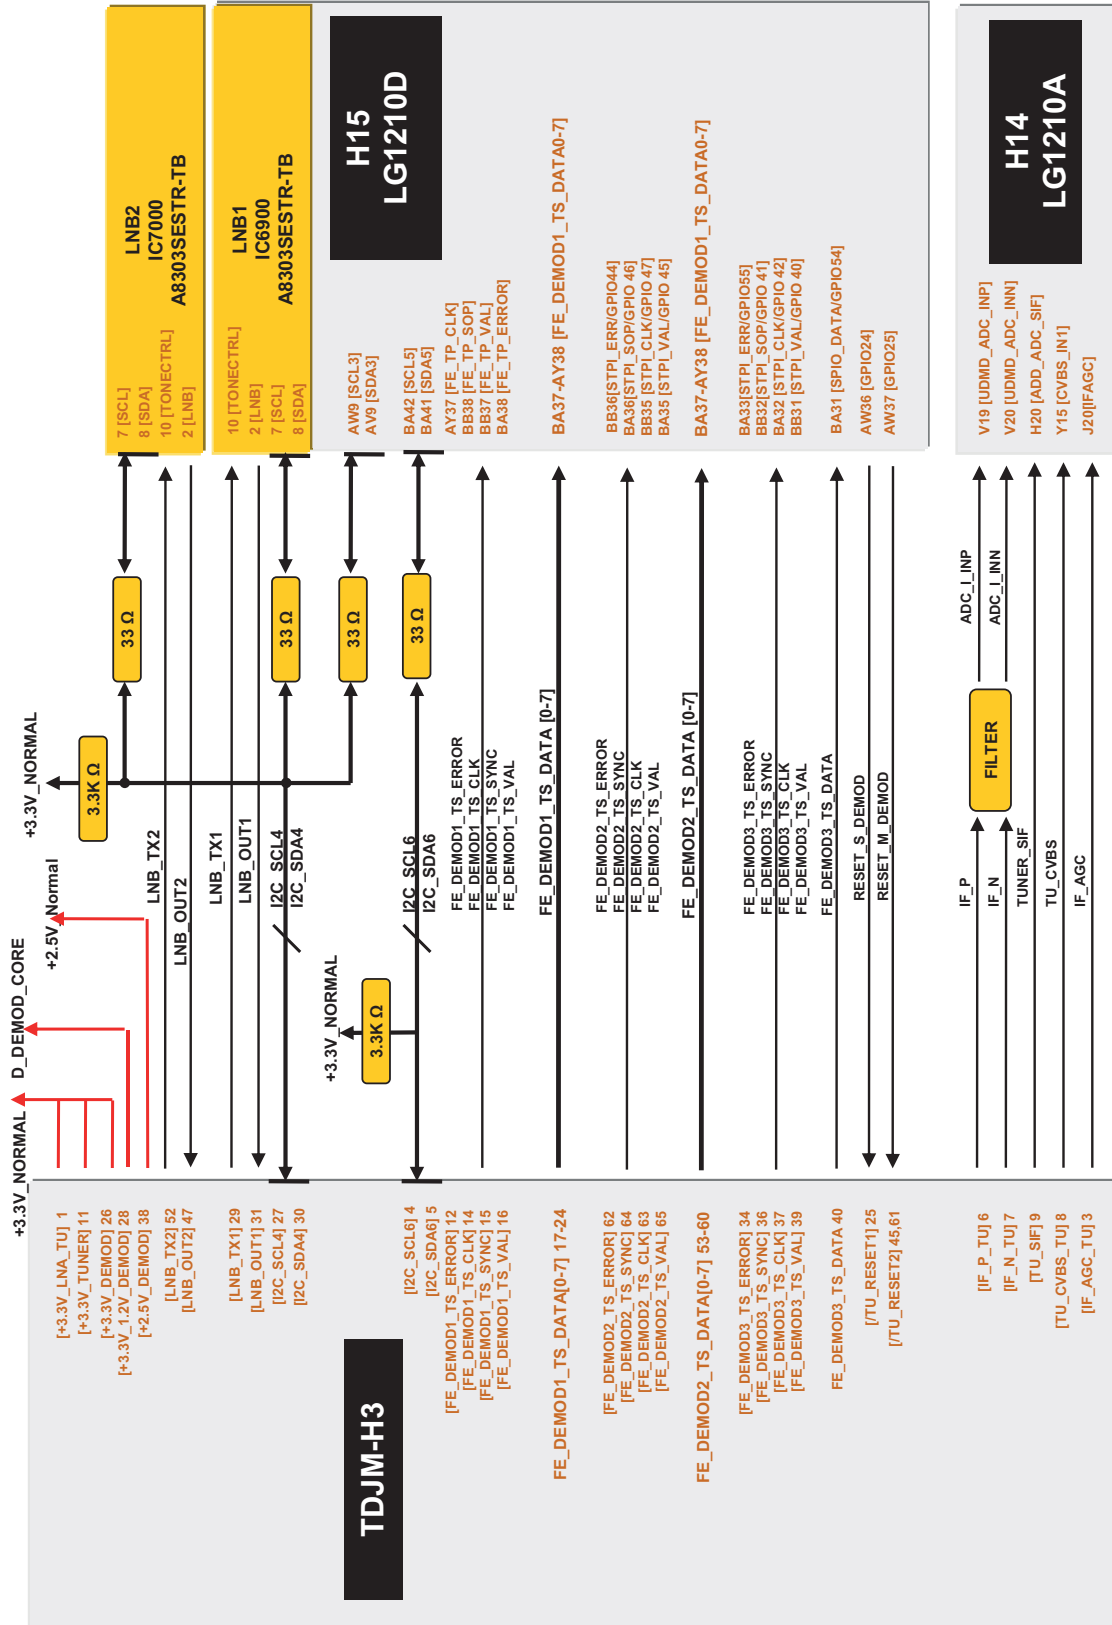 TDJM-H3
[+3.3V_LNA_TU] 1
[+3.3V_TUNER] 11
[+3.3V_DEMOD] 26
[+3.3V_1.2V_DEMOD] 28
[+2.5V_DEMOD] 38
[LNB_TX2] 52
[LNB_OUT2] 47
[LNB_TX1] 29
[LNB_OUT1] 31
[I2C_SCL4] 27
[I2C_SDA4] 30
[I2C_SCL6] 4
[I2C_SDA6] 5
[FE_DEMOD1_TS_ERROR] 12
[FE_DEMOD1_TS_CLK] 14
[FE_DEMOD1_TS_SYNC] 15
[FE_DEMOD1_TS_VAL] 16
FE_DEMOD1_TS_DATA[0-7] 17-24
[FE_DEMOD2_TS_ERROR] 62
[FE_DEMOD2_TS_SYNC] 64
[FE_DEMOD2_TS_CLK] 63
[FE_DEMOD2_TS_VAL] 65
FE_DEMOD2_TS_DATA[0-7] 53-60
[FE_DEMOD3_TS_ERROR] 34
[FE_DEMOD3_TS_SYNC] 36
[FE_DEMOD3_TS_CLK] 37
[FE_DEMOD3_TS_VAL] 39
FE_DEMOD3_TS_DATA 40
[/TU_RESET1] 25
[/TU_RESET2] 45,61
[IF_P_TU] 6
[IF_N_TU] 7
[TU_SIF] 9
[TU_CVBS_TU] 8
[IF_AGC_TU] 3
+3.3V_NORMAL
D_DEMOD_CORE
+2.5V_Normal
+3.3V_NORMAL
3.3K Ω
LNB_TX2
LNB_OUT2
LNB_TX1
LNB_OUT1
I2C_SCL4
I2C_SDA4
+3.3V_NORMAL
3.3K Ω
I2C_SCL6
I2C_SDA6
33 Ω
33 Ω
33 Ω
33 Ω
FE_DEMOD1_TS_ERROR
FE_DEMOD1_TS_CLK
FE_DEMOD1_TS_SYNC
FE_DEMOD1_TS_VAL
FE_DEMOD1_TS_DATA [0-7]
FE_DEMOD2_TS_ERROR
FE_DEMOD2_TS_SYNC
FE_DEMOD2_TS_CLK
FE_DEMOD2_TS_VAL
FE_DEMOD2_TS_DATA [0-7]
FE_DEMOD3_TS_ERROR
FE_DEMOD3_TS_SYNC
FE_DEMOD3_TS_CLK
FE_DEMOD3_TS_VAL
FE_DEMOD3_TS_DATA
RESET_S_DEMOD
RESET_M_DEMOD
IF_P
IF_N
TUNER_SIF
TU_CVBS
IF_AGC
FILTER
ADC_I_INP
ADC_I_INN
LNB2
IC7000
A8303SESTR-TB
7 [SCL]
8 [SDA]
10 [TONECTRL]
2 [LNB]
LNB1
IC6900
A8303SESTR-TB
10 [TONECTRL]
2 [LNB]
7 [SCL]
8 [SDA]
H15
LG1210D
AW9 [SCL3]
AV9 [SDA3]
BA42 [SCL5]
BA41 [SDA5]
AY37 [FE_TP_CLK]
BB38 [FE_TP_SOP]
BB37 [FE_TP_VAL]
BA38 [FE_TP_ERROR]
BA37-AY38 [FE_DEMOD1_TS_DATA0-7]
BB36[STPI_ERR/GPIO44]
BA36[STPI_SOP/GPIO 46]
BB35 [STPI_CLK/GPIO 47]
BA35 [STPI_VAL/GPIO 45]
BA37-AY38 [FE_DEMOD1_TS_DATA0-7]
BA33[STPI_ERR/GPIO55]
BB32[STPI_SOP/GPIO 41]
BA32 [STPI_CLK/GPIO 42]
BB31 [STPI_VAL/GPIO 40]
BA31 [SPIO_DATA/GPIO54]
AW36 [GPIO24]
AW37 [GPIO25]
H14
LG1210A
V19 [UDMD_ADC_INP]
V20 [UDMD_ADC_INN]
H20 [ADD_ADC_SIF]
Y15 [CVBS_IN1]
J20[IFAGC]